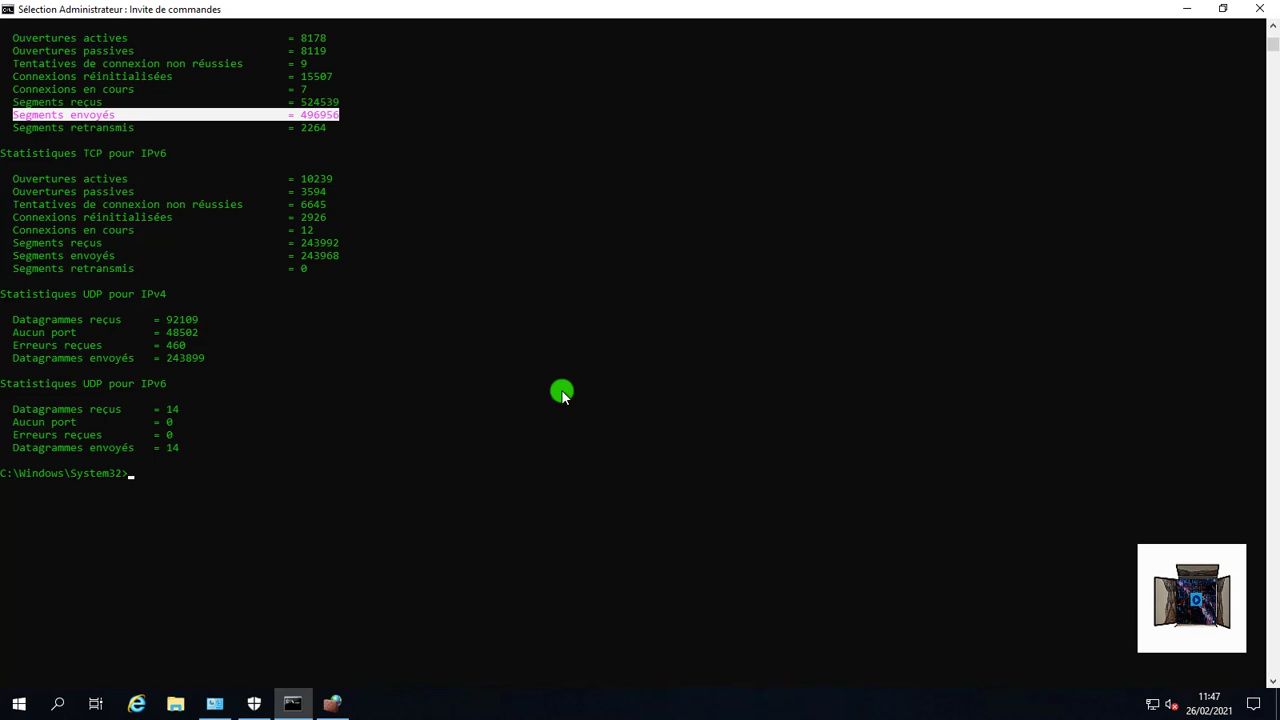 Sélection Administrateur : Invite de commandes
Ouvertures actives = 8178
Ouvertures passives = 8119
Tentatives de connexion non réussies = 9
Connexions réinitialisées = 15507
Connexions en cours = 7
Segments reçus = 524539
Segments envoyés = 496956
Segments retransmis = 2264
Statistiques TCP pour IPv6
Ouvertures actives = 10239
Ouvertures passives = 3594
Tentatives de connexion non réussies = 6645
Connexions réinitialisées = 2926
Connexions en cours = 12
Segments reçus = 243992
Segments envoyés = 243968
Segments retransmis = 0
Statistiques UDP pour IPv4
Datagrammes reçus = 92109
Aucun port = 48502
Erreurs reçues = 460
Datagrammes envoyés = 243899
Statistiques UDP pour IPv6
Datagrammes reçus = 14
Aucun port = 0
Erreurs reçues = 0
Datagrammes envoyés = 14
C:\Windows\System32>
11:47
26/02/2021